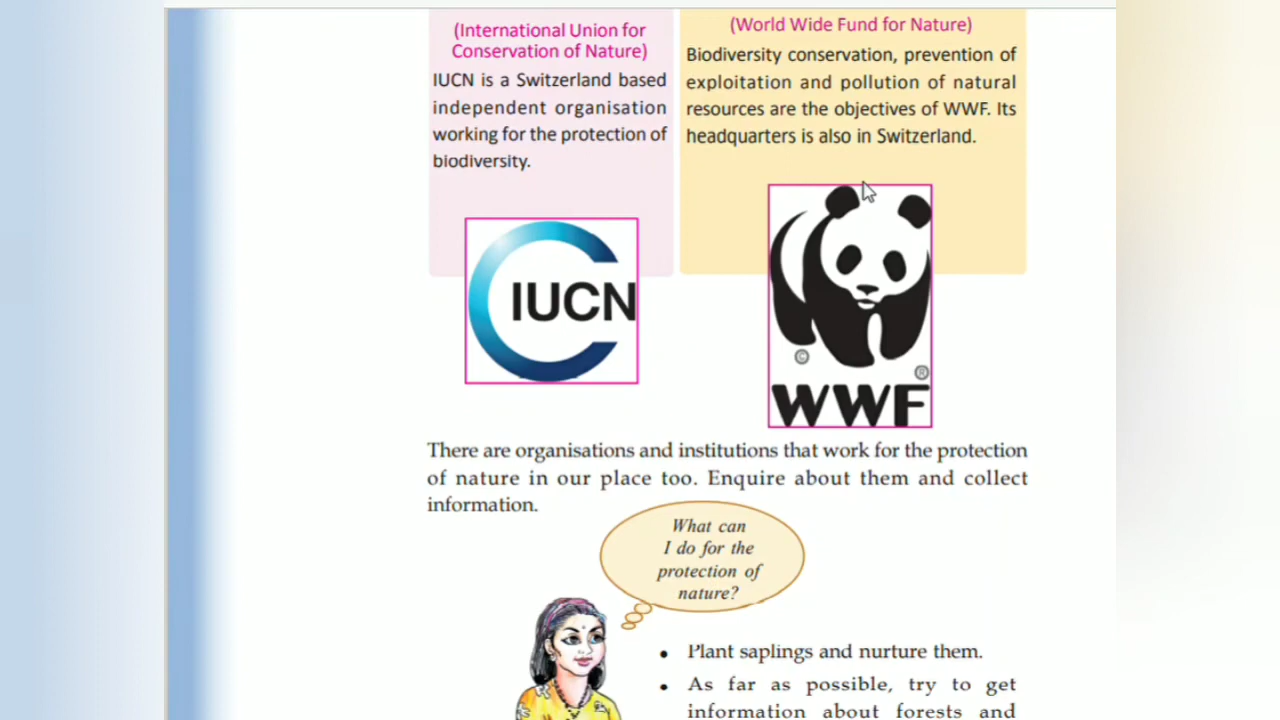 (International Union for
Conservation of Nature)
IUCN is a Switzerland based
independent organisation
working for the protection of
biodiversity.
IUCN
(World Wide Fund for Nature)
Biodiversity conservation, prevention of
exploitation and pollution of natural
resources are the objectives of WWF. Its
headquarters is also in Switzerland.
©
®
WWF
There are organisations and institutions that work for the protection
of nature in our place too. Enquire about them and collect
information.
What can
I do for the
protection of
nature?
• Plant saplings and nurture them.
• As far as possible, try to get
information about forests and